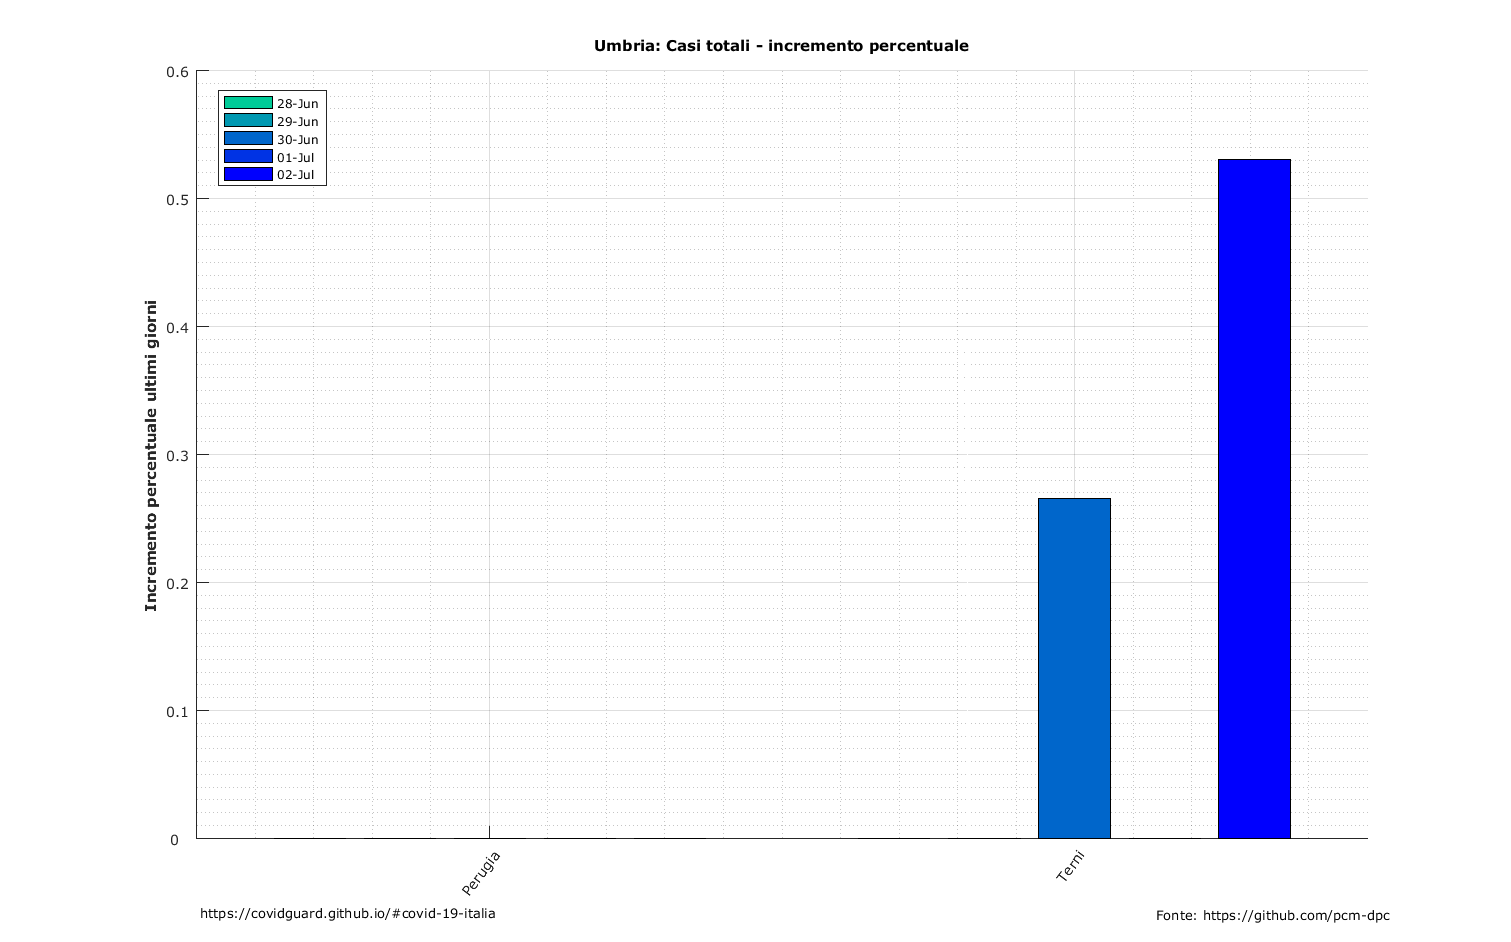 Umbria: Casi totali - incremento percentuale
0.6
28-Jun
29-Jun
30-Jun
01-Jul
02-Jul
0.5
0.4
0.3
0.2
0.1
0
Incremento percentuale ultimi giorni
Perugia
Terni
https://covidguard.github.io/#covid-19-italia
Fonte: https://github.com/pcm-dpc